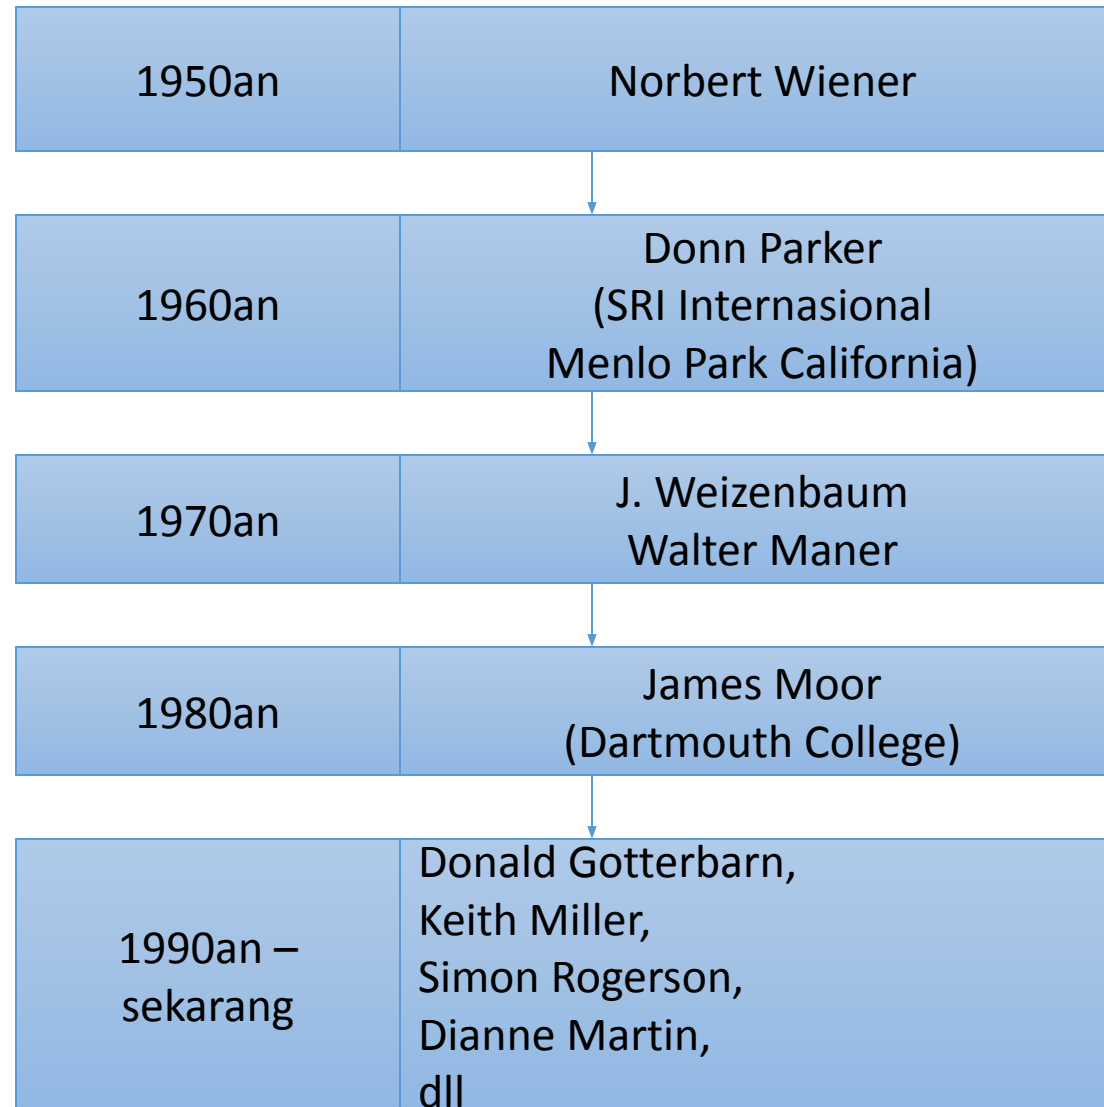 1950an
Norbert Wiener
1960an
Donn Parker
(SRI Internasional
Menlo Park California)
1970an
J. Weizenbaum
Walter Maner
1980an
James Moor
(Dartmouth College)
1990an –
sekarang
Donald Gotterbarn,
Keith Miller,
Simon Rogerson,
Dianne Martin,
dll